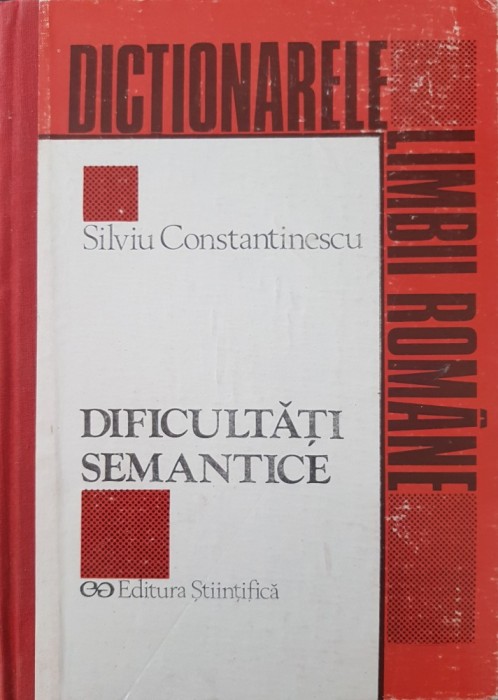 DICTIONARELE
LIMBII ROMÂNE
Silviu Constantinescu
DIFICULTĂȚI
SEMANTICE
Editura Științifică